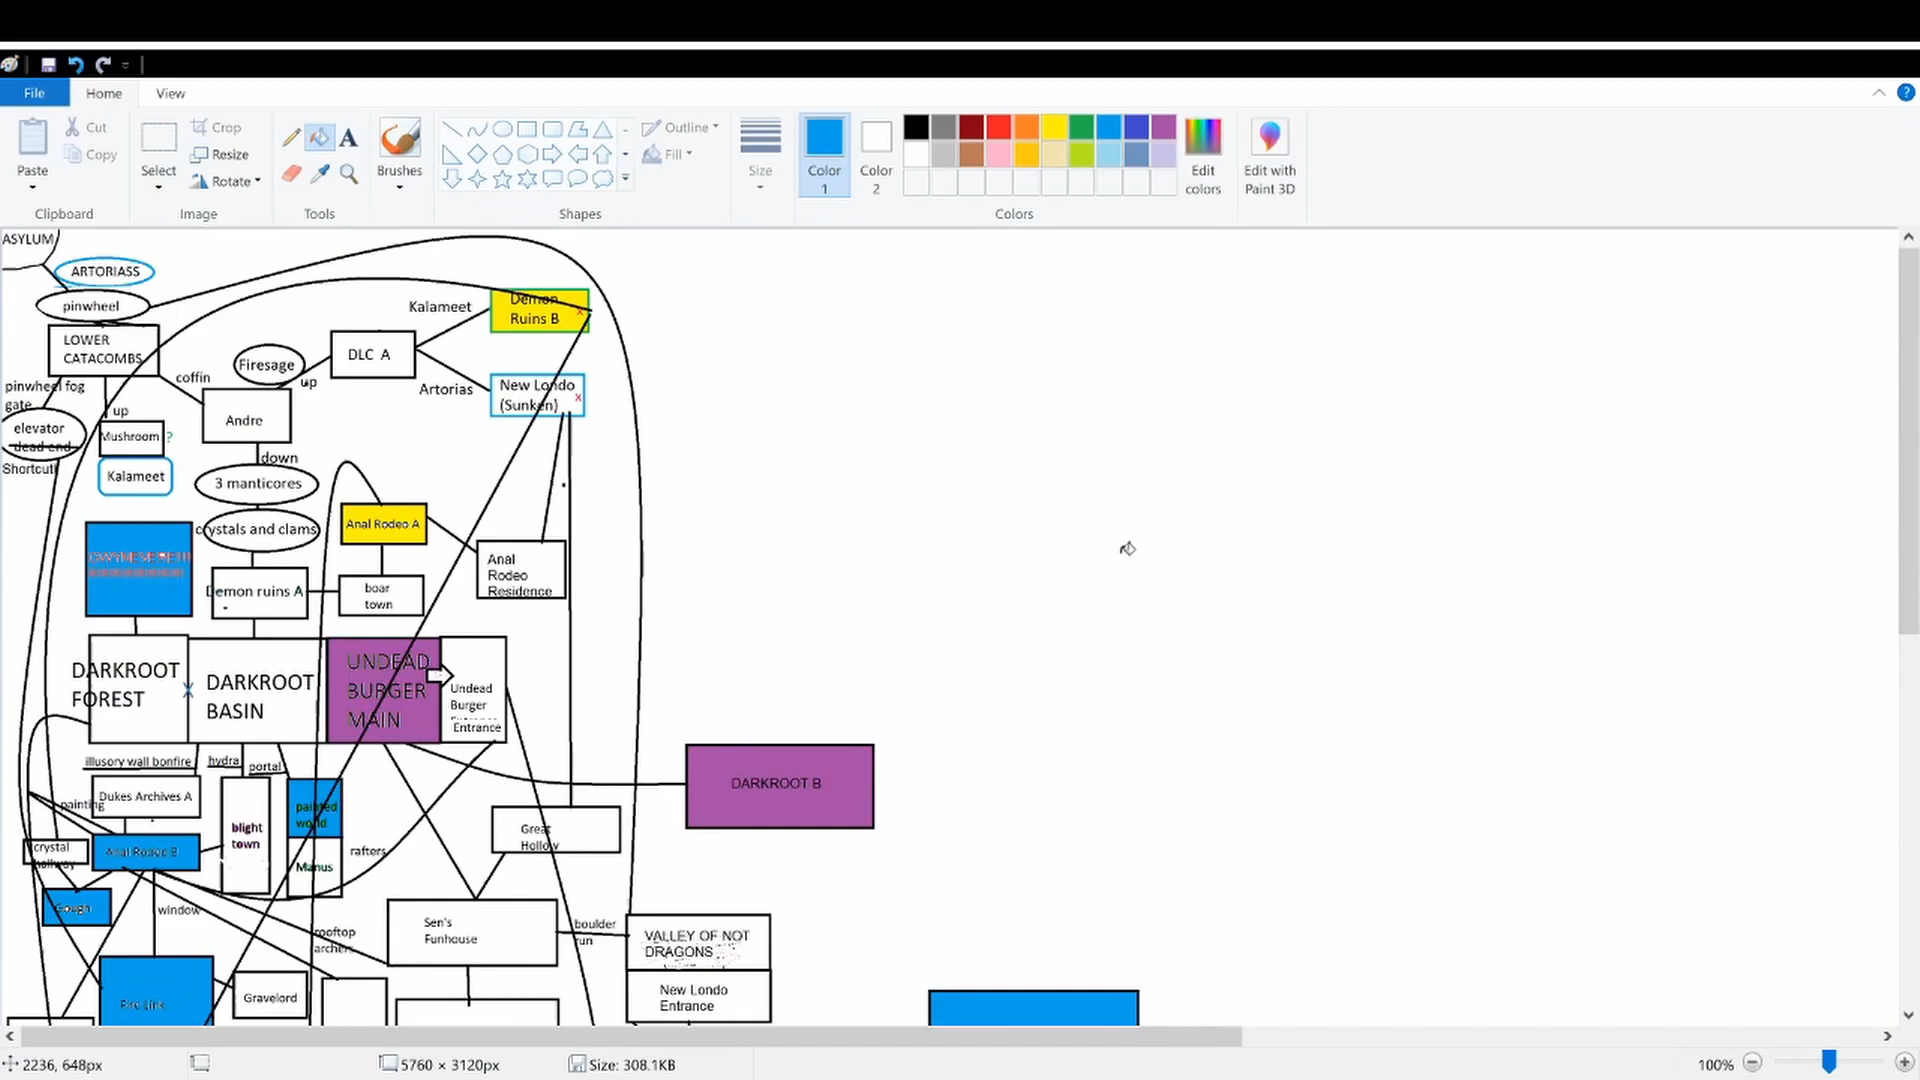 File
Home
View
Paste
Cut
Copy
Clipboard
Select
Crop
Resize
Rotate
Image
A
Tools
Brushes
Shapes
Outline
Fill
Size
Color
1
Color
2
Colors
Edit
colors
Edit with
Paint 3D
ASYLUM
ARTORIASS
pinwheel
LOWER
CATACOMBS
pinwheel fog
gate
elevator
dead end
Shortcut!
up
Mushroom ?
Kalameet
coffin
Firesage
up
Andre
down
3 manticores
crystals and clams
Demon ruins A
DLC A
Kalameet
Demon
Ruins B
x
Artorias
New Londo
(Sunken)
x
Anal Rodeo A
boar
town
Anal
Rodeo
Residence
DARKROOT
FOREST
X
DARKROOT
BASIN
UNDEAD
BURGER
MAIN
Undead
Burger
Entrance
illusory wall bonfire
hydra
portal
Dukes Archives A
painting
crystal
hollway
Anal Rodeo B
Gough
blight
town
painted
world
Manus
rafters
window
rooftop
archers
Fire Link
Gravelord
Great
Hollow
Sen's
Funhouse
boulder
run
VALLEY OF NOT
DRAGONS
New Londo
Entrance
DARKROOT B
2236, 648px
5760 × 3120px
Size: 308.1KB
100%